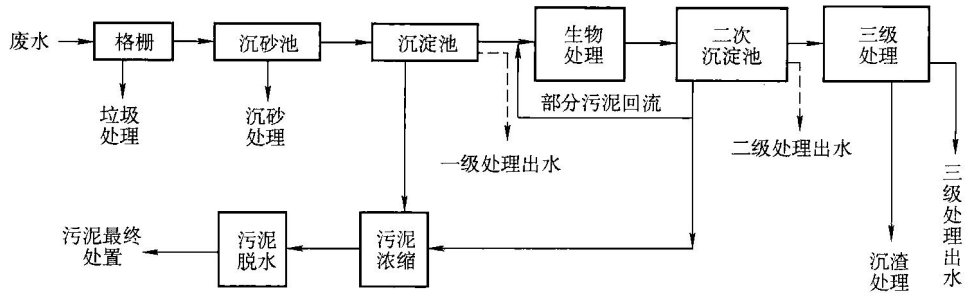 废水
格栅
沉砂池
沉淀池
生物
处理
二次
沉淀池
三级
处理
垃圾
处理
沉砂
处理
部分污泥回流
一级处理出水
二级处理出水
三级处理出水
污泥最终
处置
污泥
脱水
污泥
浓缩
沉渣
处理